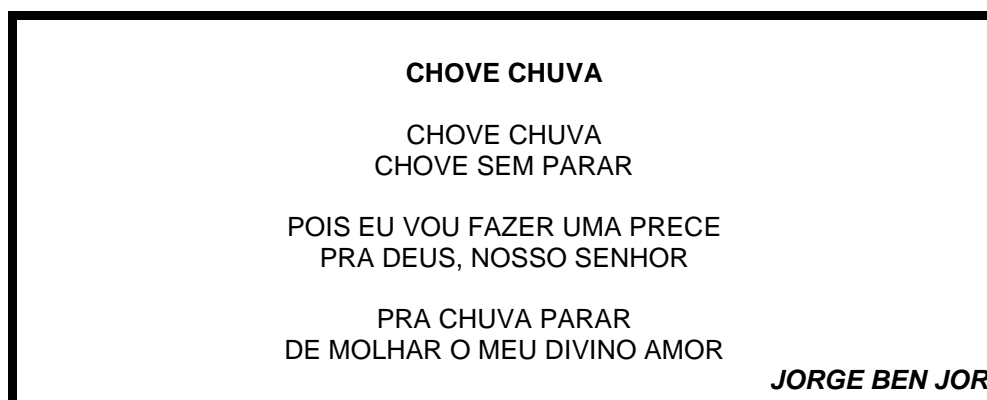 CHOVE CHUVA
CHOVE CHUVA
CHOVE SEM PARAR
POIS EU VOU FAZER UMA PRECE
PRA DEUS, NOSSO SENHOR
PRA CHUVA PARAR
DE MOLHAR O MEU DIVINO AMOR
JORGE BEN JOR